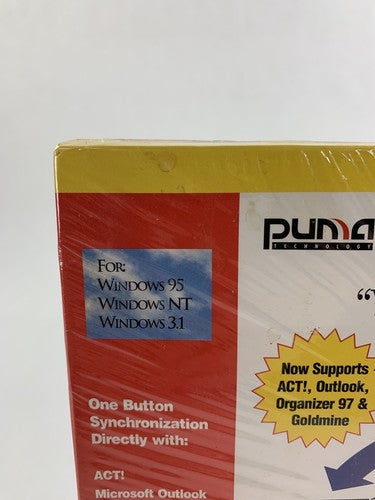 puma
TECHNOLOGY
FOR:
WINDOWS 95
WINDOWS NT
WINDOWS 3.1
Now Supports
ACT!, Outlook,
Organizer 97 &
Goldmine
One Button
Synchronization
Directly with:
ACT!
Microsoft Outlook